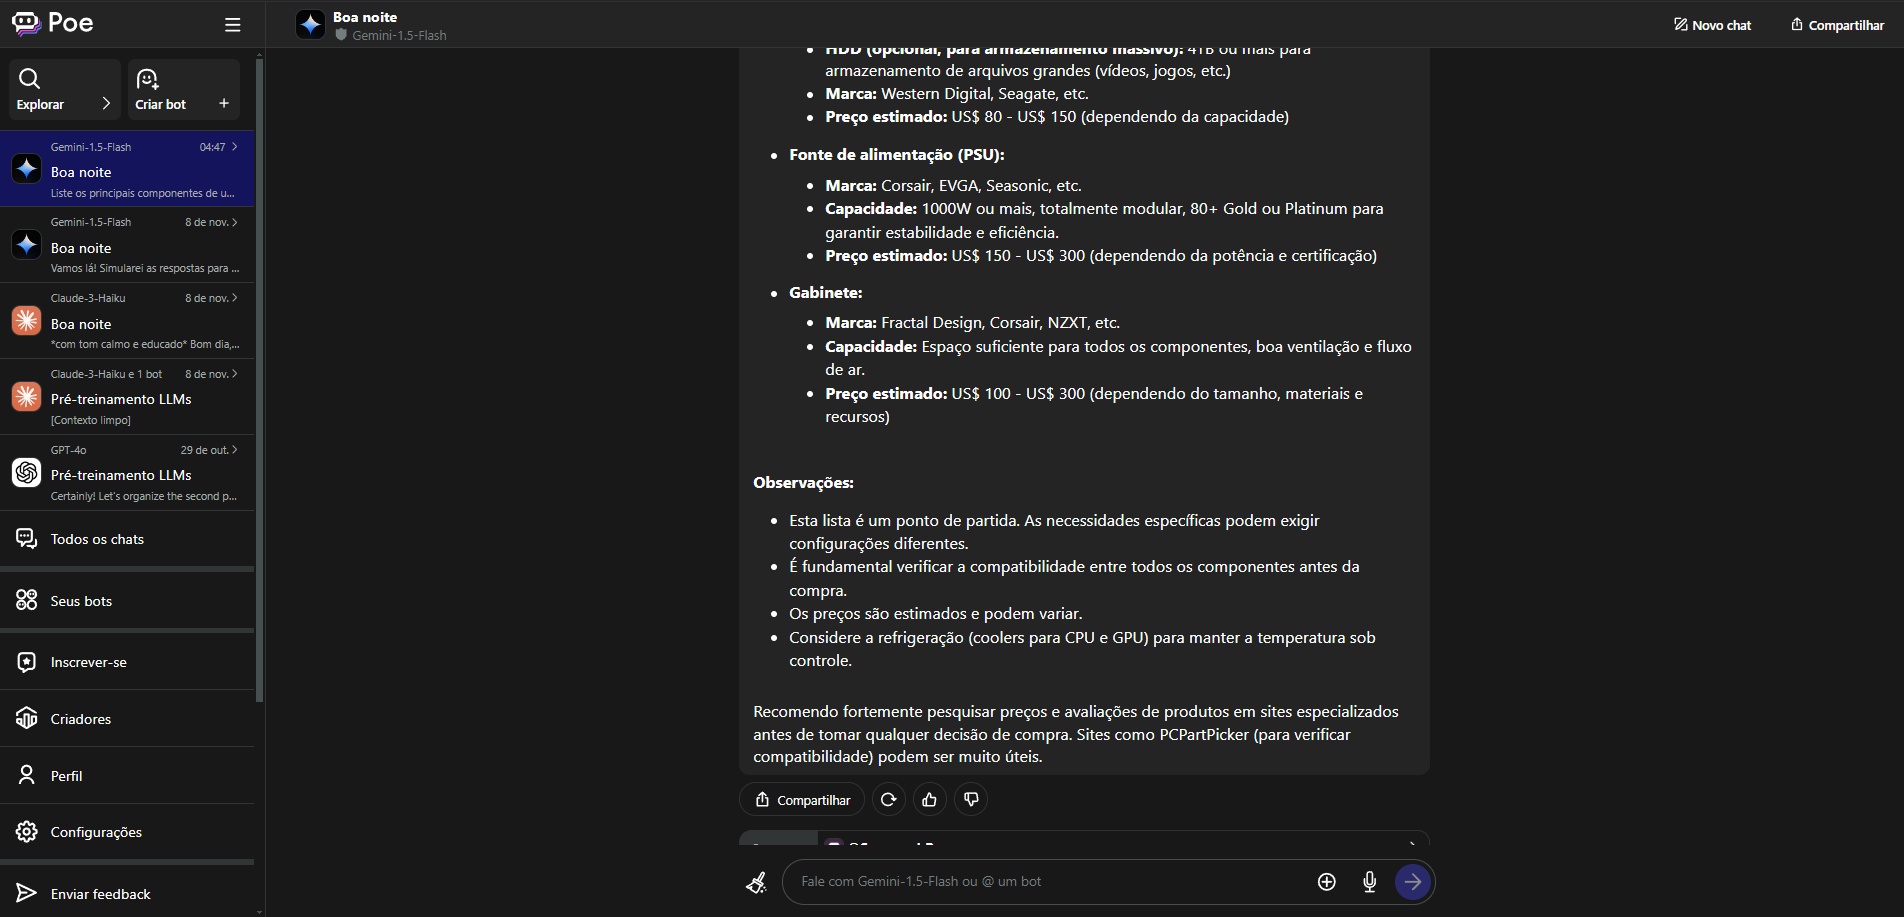 Poe
Explorar
Criar bot
+
Gemini-1.5-Flash 04:47
Boa noite
Liste os principais componentes de u...
Gemini-1.5-Flash 8 de nov.
Boa noite
Vamos lá! Simularei as respostas para ...
Claude-3-Haiku 8 de nov.
Boa noite
*com tom calmo e educado* Bom dia,...
Claude-3-Haiku e 1 bot 8 de nov.
Pré-treinamento LLMs
[Contexto limpo]
GPT-4o 29 de out.
Pré-treinamento LLMs
Certainly! Let's organize the second p...
Todos os chats
Seus bots
Inscrever-se
Criadores
Perfil
Configurações
Enviar feedback
Boa noite
Gemini-1.5-Flash
Novo chat
Compartilhar
HDD (opcional, para armazenamento massivo): 4TB ou mais para
armazenamento de arquivos grandes (vídeos, jogos, etc.)
Marca: Western Digital, Seagate, etc.
Preço estimado: US$ 80 - US$ 150 (dependendo da capacidade)
Fonte de alimentação (PSU):
Marca: Corsair, EVGA, Seasonic, etc.
Capacidade: 1000W ou mais, totalmente modular, 80+ Gold ou Platinum para
garantir estabilidade e eficiência.
Preço estimado: US$ 150 - US$ 300 (dependendo da potência e certificação)
Gabinete:
Marca: Fractal Design, Corsair, NZXT, etc.
Capacidade: Espaço suficiente para todos os componentes, boa ventilação e fluxo
de ar.
Preço estimado: US$ 100 - US$ 300 (dependendo do tamanho, materiais e
recursos)
Observações:
Esta lista é um ponto de partida. As necessidades específicas podem exigir
configurações diferentes.
É fundamental verificar a compatibilidade entre todos os componentes antes da
compra.
Os preços são estimados e podem variar.
Considere a refrigeração (coolers para CPU e GPU) para manter a temperatura sob
controle.
Recomendo fortemente pesquisar preços e avaliações de produtos em sites especializados
antes de tomar qualquer decisão de compra. Sites como PCPartPicker (para verificar
compatibilidade) podem ser muito úteis.
Compartilhar
Fale com Gemini-1.5-Flash ou @ um bot